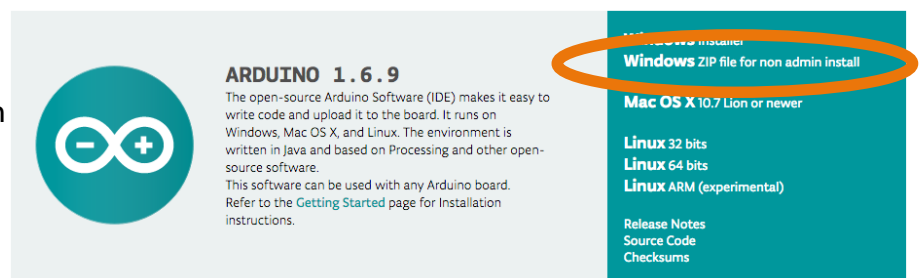 Windows Installer
Windows ZIP file for non admin install
ARDUINO 1.6.9
The open-source Arduino Software (IDE) makes it easy to
write code and upload it to the board. It runs on
Windows, Mac OS X, and Linux. The environment is
written in Java and based on Processing and other open-
source software.
This software can be used with any Arduino board.
Refer to the Getting Started page for Installation
instructions.
Mac OS X 10.7 Lion or newer
Linux 32 bits
Linux 64 bits
Linux ARM (experimental)
Release Notes
Source Code
Checksums